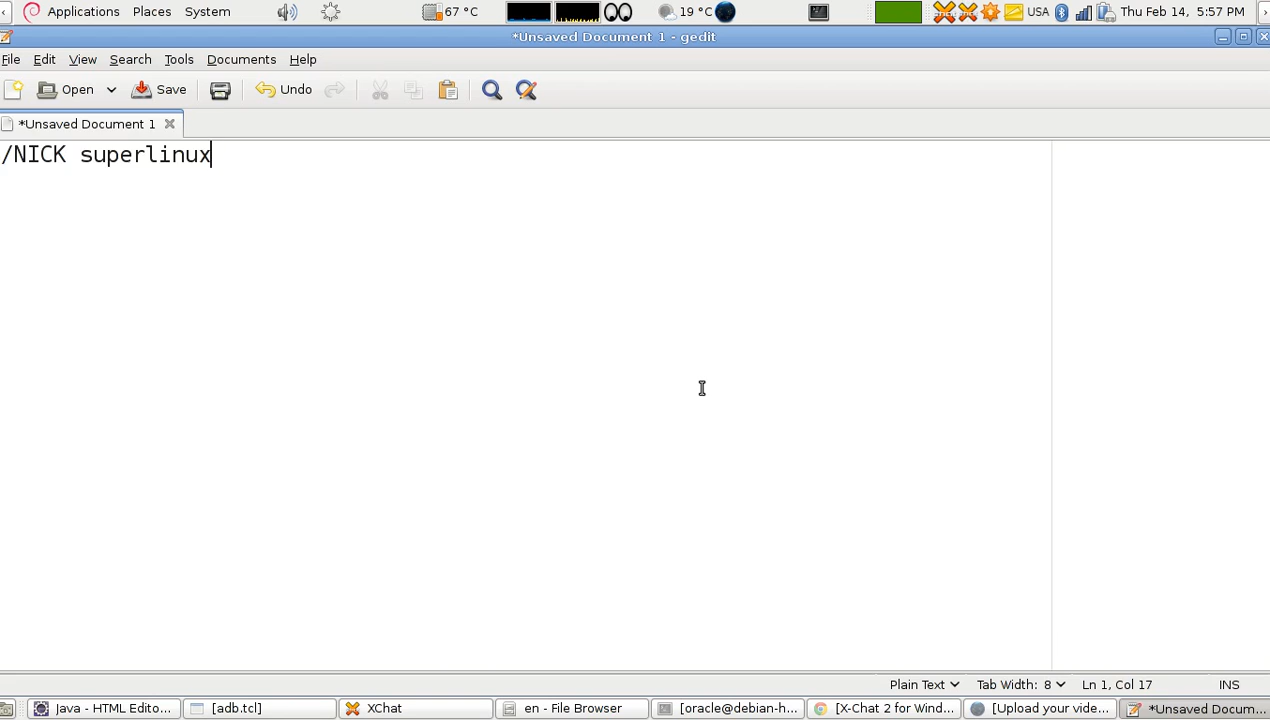 Applications Places System 67 °C 19 °C USA Thu Feb 14, 5:57 PM
*Unsaved Document 1 - gedit
File Edit View Search Tools Documents Help
Open Save Undo
*Unsaved Document 1
/NICK superlinux
Plain Text Tab Width: 8 Ln 1, Col 17 INS
Java - HTML Edito... [adb.tcl] XChat en - File Browser [oracle@debian-h... [X-Chat 2 for Wind... [Upload your vide... *Unsaved Docum...